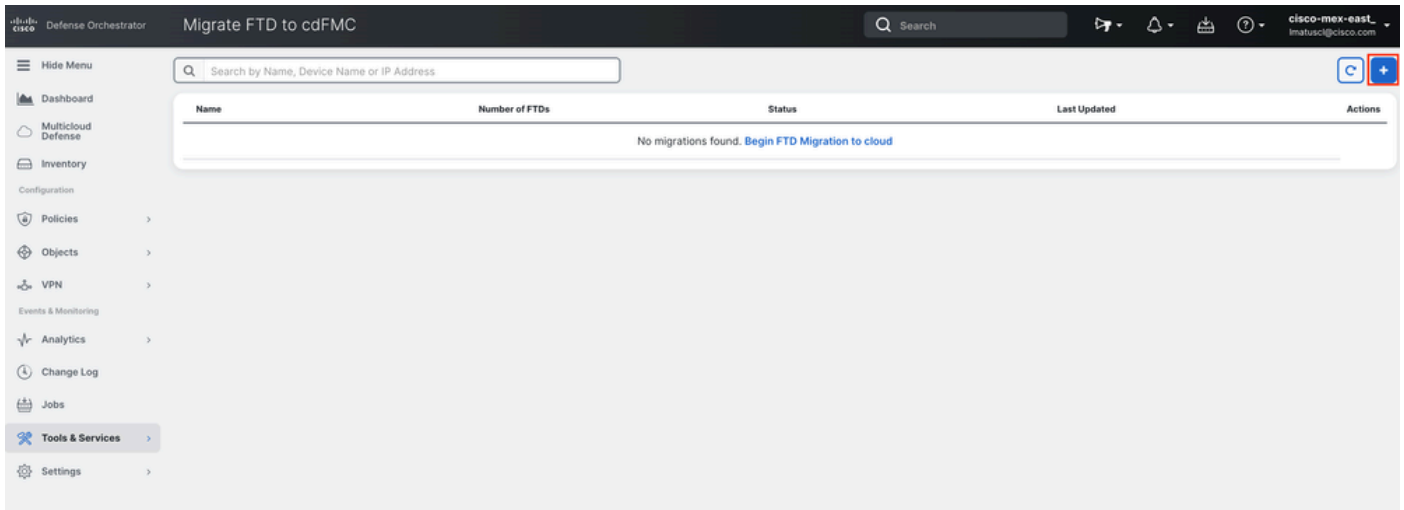 cisco Defense Orchestrator
Migrate FTD to cdFMC
Search
cisco-mex-east_
lmatuscl@cisco.com
Hide Menu
Search by Name, Device Name or IP Address
Dashboard
Name Number of FTDs Status Last Updated Actions
Multicloud
Defense
No migrations found. Begin FTD Migration to cloud
Inventory
Configuration
Policies
Objects
VPN
Events & Monitoring
Analytics
Change Log
Jobs
Tools & Services
Settings